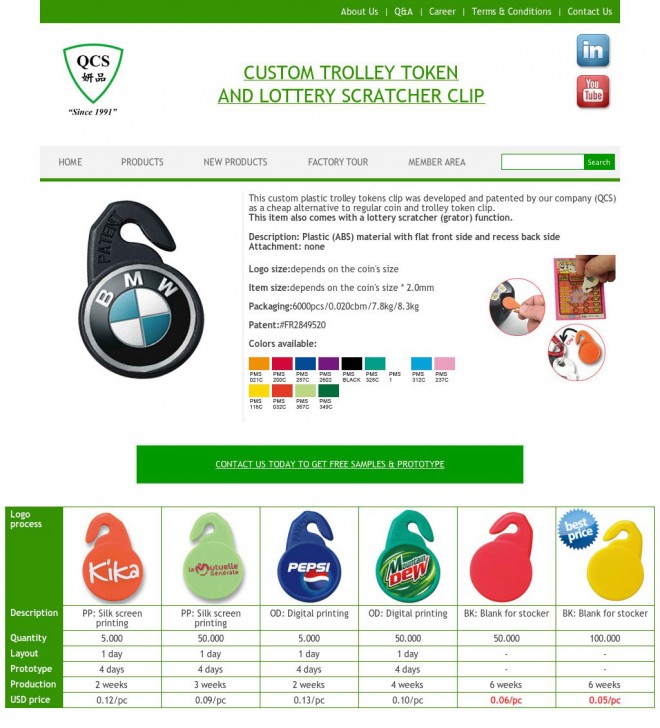 About Us | Q&A | Career | Terms & Conditions | Contact Us
QCS
妍品
“Since 1991”
CUSTOM TROLLEY TOKEN
AND LOTTERY SCRATCHER CLIP
HOME PRODUCTS NEW PRODUCTS FACTORY TOUR MEMBER AREA Search
in
You
Tube
PATENT
BMW
This custom plastic trolley tokens clip was developed and patented by our company (QCS)
as a cheap alternative to regular coin and trolley token clip.
This item also comes with a lottery scratcher (grator) function.
Description: Plastic (ABS) material with flat front side and recess back side
Attachment: none
Logo size:depends on the coin's size
Item size:depends on the coin's size * 2.0mm
Packaging:6000pcs/0.020cbm/7.8kg/8.3kg
Patent:#FR2849520
Colors available:
PMS PMS PMS PMS PMS PMS PMS PMS PMS
021C 200C 287C 2602 BLACK 328C 1 312C 237C
PMS PMS PMS PMS
116C 032C 367C 349C
CONTACT US TODAY TO GET FREE SAMPLES & PROTOTYPE
Logo
process
Kika
la Mutuelle
Générale
PEPSI
Mountain
DEW
best
price
Description PP: Silk screen printing PP: Silk screen printing OD: Digital printing OD: Digital printing BK: Blank for stocker BK: Blank for stocker
Quantity 5.000 50.000 5.000 50.000 50.000 100.000
Layout 1 day 1 day 1 day 1 day - -
Prototype 4 days 4 days 4 days 4 days - -
Production 2 weeks 3 weeks 2 weeks 4 weeks 6 weeks 6 weeks
USD price 0.12/pc 0.09/pc 0.13/pc 0.10/pc 0.06/pc 0.05/pc